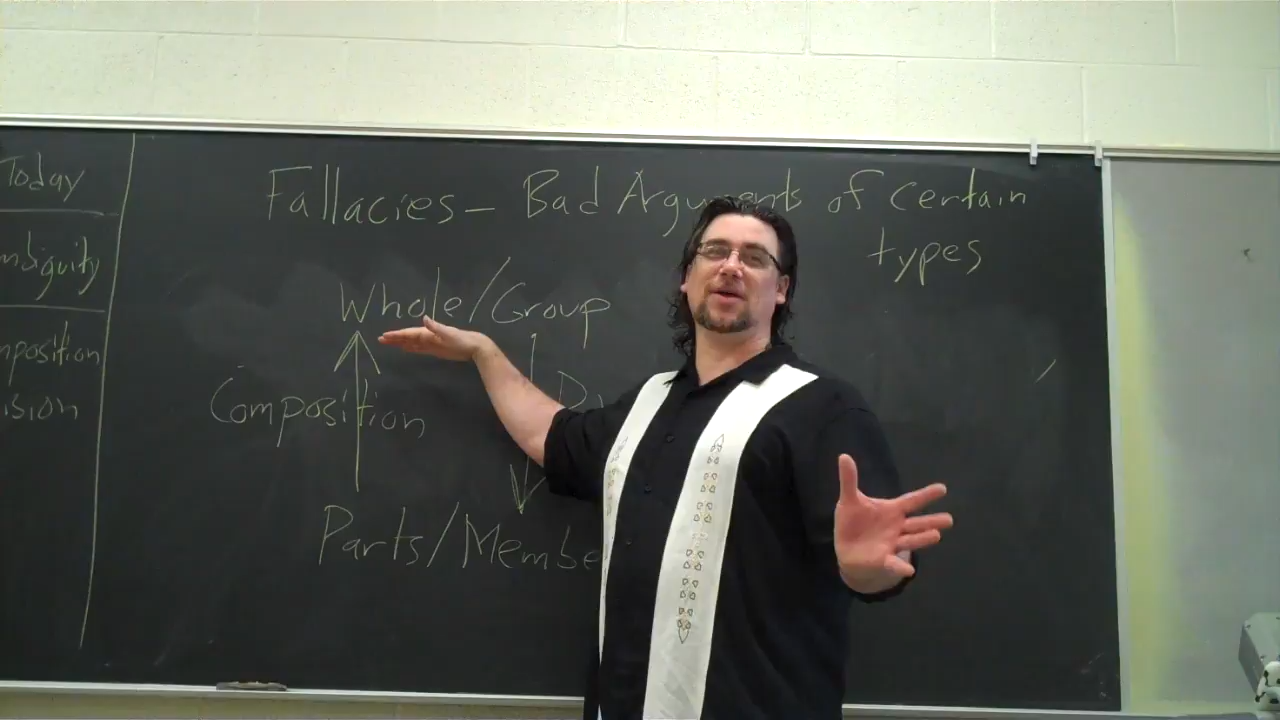 Today
mbiguity
mposition
ision
Fallacies - Bad Arguments of Certain
types
Whole/Group
Composition
Parts/Membe